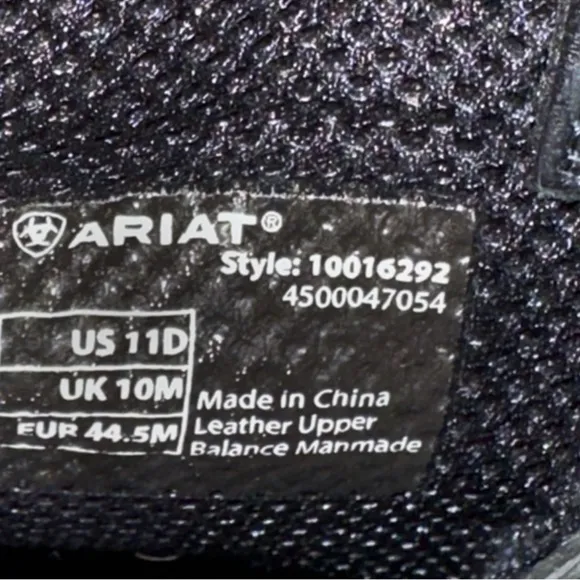 ARIAT®
Style: 10016292
4500047054
US 11D
UK 10M
EUR 44.5M
Made in China
Leather Upper
Balance Manmade